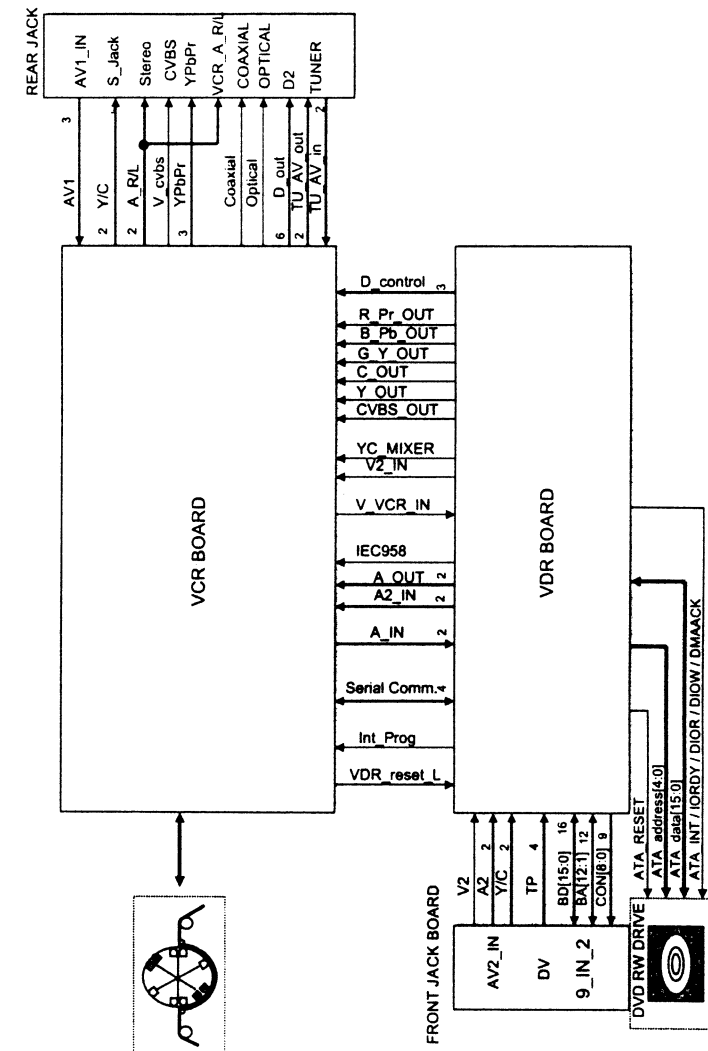 REAR JACK
AV1_IN
S_Jack
Stereo
CVBS
YPbPr
VCR_A_R/L
COAXIAL
OPTICAL
D2
TUNER
3
2
AV1
Y/C
A_R/L
V_cvbs
YPbPr
Coaxial
Optical
D_out
TU_AV_out
TU_AV_in
2
2
3
6
2
VCR BOARD
D_control
3
R_Pr_OUT
B_Pb_OUT
G_Y_OUT
C_OUT
Y_OUT
CVBS_OUT
YC_MIXER
V2_IN
V_VCR_IN
IEC958
A_OUT
2
A2_IN
2
A_IN
2
Serial Comm.
4
Int_Prog
VDR_reset_L
VDR BOARD
V2
A2
2
Y/C
2
TP
4
BD[15:0]
16
BA[12:1]
12
CON[8:0]
9
FRONT JACK BOARD
AV2_IN
DV
9_IN_2
ATA_RESET
ATA_address[4:0]
ATA_data[15:0]
ATA_INT / IORDY / DIOR / DIOW / DMAACK
DVD RW DRIVE